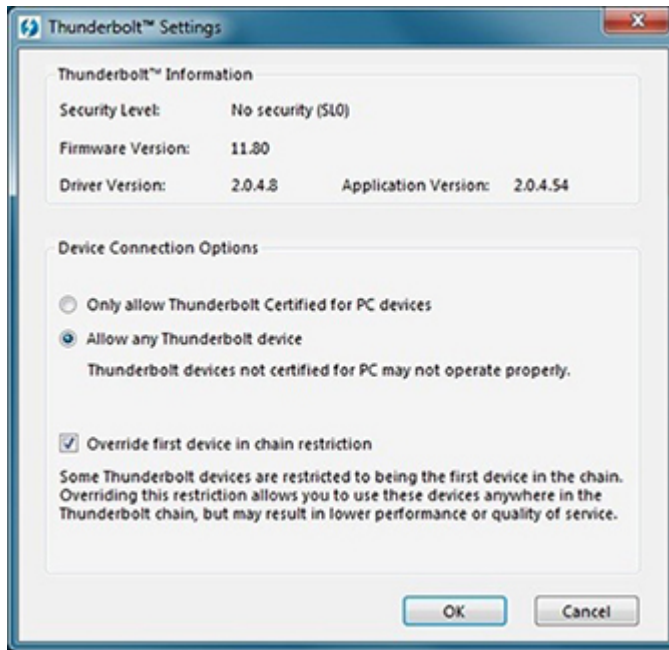 Thunderbolt™ Settings
Thunderbolt™ Information
Security Level: No security (SL0)
Firmware Version: 11.80
Driver Version: 2.0.4.8 Application Version: 2.0.4.54
Device Connection Options
Only allow Thunderbolt Certified for PC devices
Allow any Thunderbolt device
Thunderbolt devices not certified for PC may not operate properly.
Override first device in chain restriction
Some Thunderbolt devices are restricted to being the first device in the chain.
Overriding this restriction allows you to use these devices anywhere in the
Thunderbolt chain, but may result in lower performance or quality of service.
OK Cancel